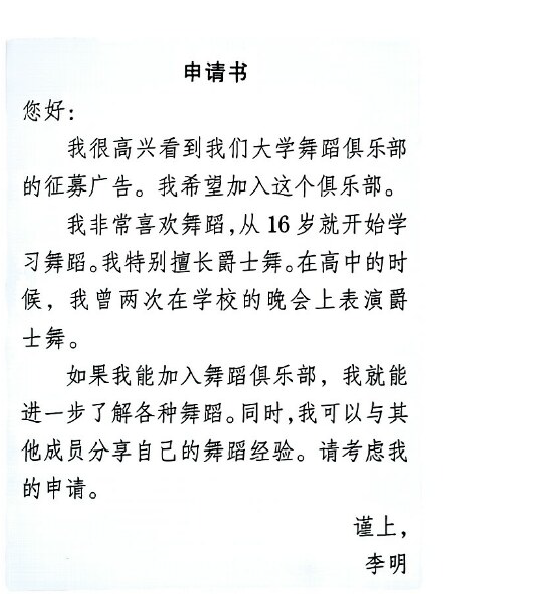 申请书
您好：
我很高兴看到我们大学舞蹈俱乐部
的征募广告。我希望加入这个俱乐部。
我非常喜欢舞蹈，从 16 岁就开始学
习舞蹈。我特别擅长爵士舞。在高中的时
候，我曾两次在学校的晚会上表演爵
士舞。
如果我能加入舞蹈俱乐部，我就能
进一步了解各种舞蹈。同时，我可以与其
他成员分享自己的舞蹈经验。请考虑我
的申请。
谨上，
李明